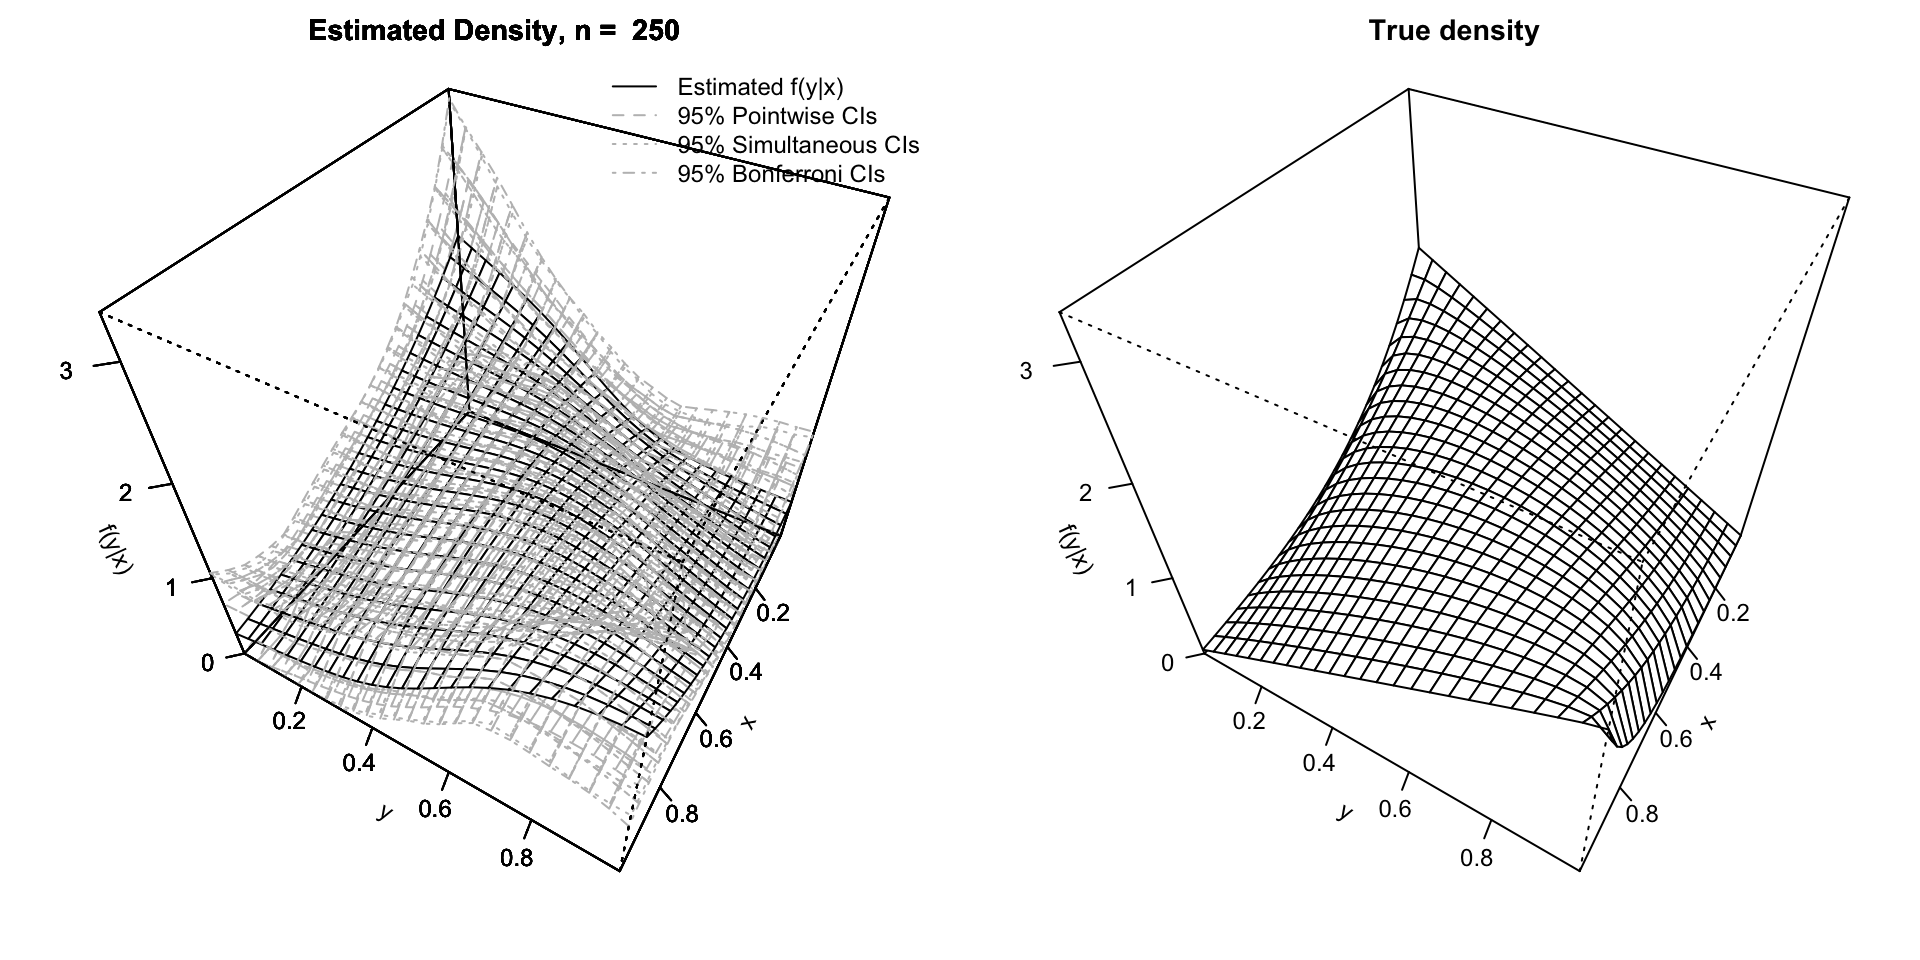 Estimated Density, n =  250
Estimated f(y|x)
95% Pointwise CIs
95% Simultaneous CIs
95% Bonferroni CIs
3
2
1
0
f(y|x)
0.2
0.4
0.6
0.8
y
0.2
0.4
0.6
0.8
x
True density
3
2
1
0
f(y|x)
0.2
0.4
0.6
0.8
y
0.2
0.4
0.6
0.8
x